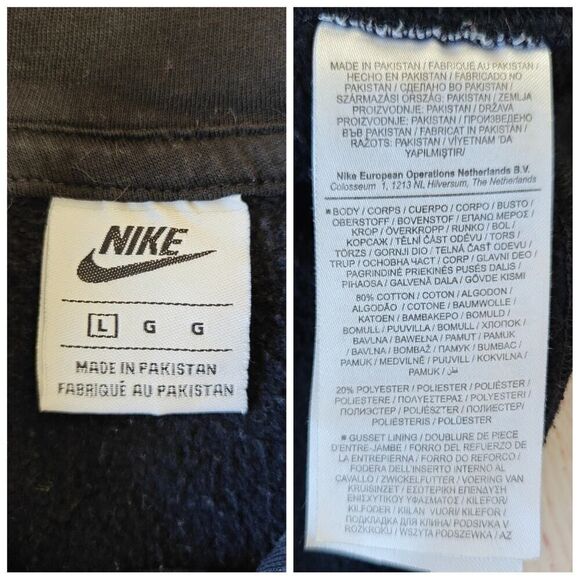 NIKE
L G G
MADE IN PAKISTAN
FABRIQUÉ AU PAKISTAN
MADE IN PAKISTAN / FABRIQUÉ AU PAKISTAN
/ HECHO EN PAKISTAN / FABRICADO NO
PAKISTAN / СДЕЛАНО ВО PAKISTAN /
SZÁRMAZÁSI ORSZÁG: PAKISTAN / ZEMLJA
PROIZVODNJE: PAKISTAN / DRŽAVA
PROIZVODNJE: PAKISTAN / ПРОИЗВЕДЕНО
ВЪВ PAKISTAN / FABRICAT IN PAKISTAN /
RAŽOTS: PAKISTAN / VİYETNAM 'DA
YAPILMIŞTIR/
Nike European Operations Netherlands B.V.
Colosseum 1, 1213 NL Hilversum, The Netherlands
■ BODY / CORPS / CUERPO / CORPO / BUSTO /
OBERSTOFF / BOVENSTOF / ΕΠΑΝΩ ΜΕΡΟΣ /
KROP / ÖVERKROPP / RUNKO / BOL /
КОРСАЖ / TĚLNÍ ČÁST ODĚVU / TORS /
TÖRZS / GORNJI DIO / TELNÁ ČASŤ ODEVU /
TRUP / ОСНОВНА ЧАСТ / CORP / GLAVNI DEO /
PAGRINDINĖ PRIEKINĖS PUSĖS DALIS /
PIHAOSA / GALVENĀ DAĻA / GÖVDE KISMI
80% COTTON / COTON / ALGODON /
ALGODÃO / COTONE / BAUMWOLLE /
KATOEN / ΒΑΜΒΑΚΕΡΟ / BOMULD /
BOMULL / PUUVILLA / BOMULL / ХЛОПОК /
BAVLNA / BAWEŁNA / PAMUT / PAMUK /
BAVLNA / BOMBAŽ / ПАМУК / BUMBAC /
PAMUK / MEDVILNĖ / PUUVILL / KOKVILNA /
PAMUK / قطن
20% POLYESTER / POLIESTER / POLIÉSTER /
POLIESTERE / ΠΟΛΥΕΣΤΕΡΑΣ / POLYESTERI /
ПОЛИЭСТЕР / POLIÉSZTER / ПОЛИЕСТЕР/
POLIESTERIS / POLÜESTER
■ GUSSET LINING / DOUBLURE DE PIECE
D'ENTRE-JAMBE / FORRO DEL REFUERZO DE
LA ENTREPIERNA / FORRO DO REFORCO /
FODERA DELL'INSERTO INTERNO AL
CAVALLO / ZWICKELFUTTER / VOERING VAN
KRUISINZET / ΕΣΩΤΕΡΙΚΗ ΕΠΕΝΔΥΣΗ
ΕΝΙΣΧΥΤΙΚΟΥ ΥΦΑΣΜΑΤΟΣ / KILEFOR/
KILFODER / KIILAN VUORI / KILEFÓR /
ПОДКЛАДКА ДЛЯ КЛИНА/ PODSIVKA V
ROZKROKU / WSZYTA PODSZEWKA / AZ